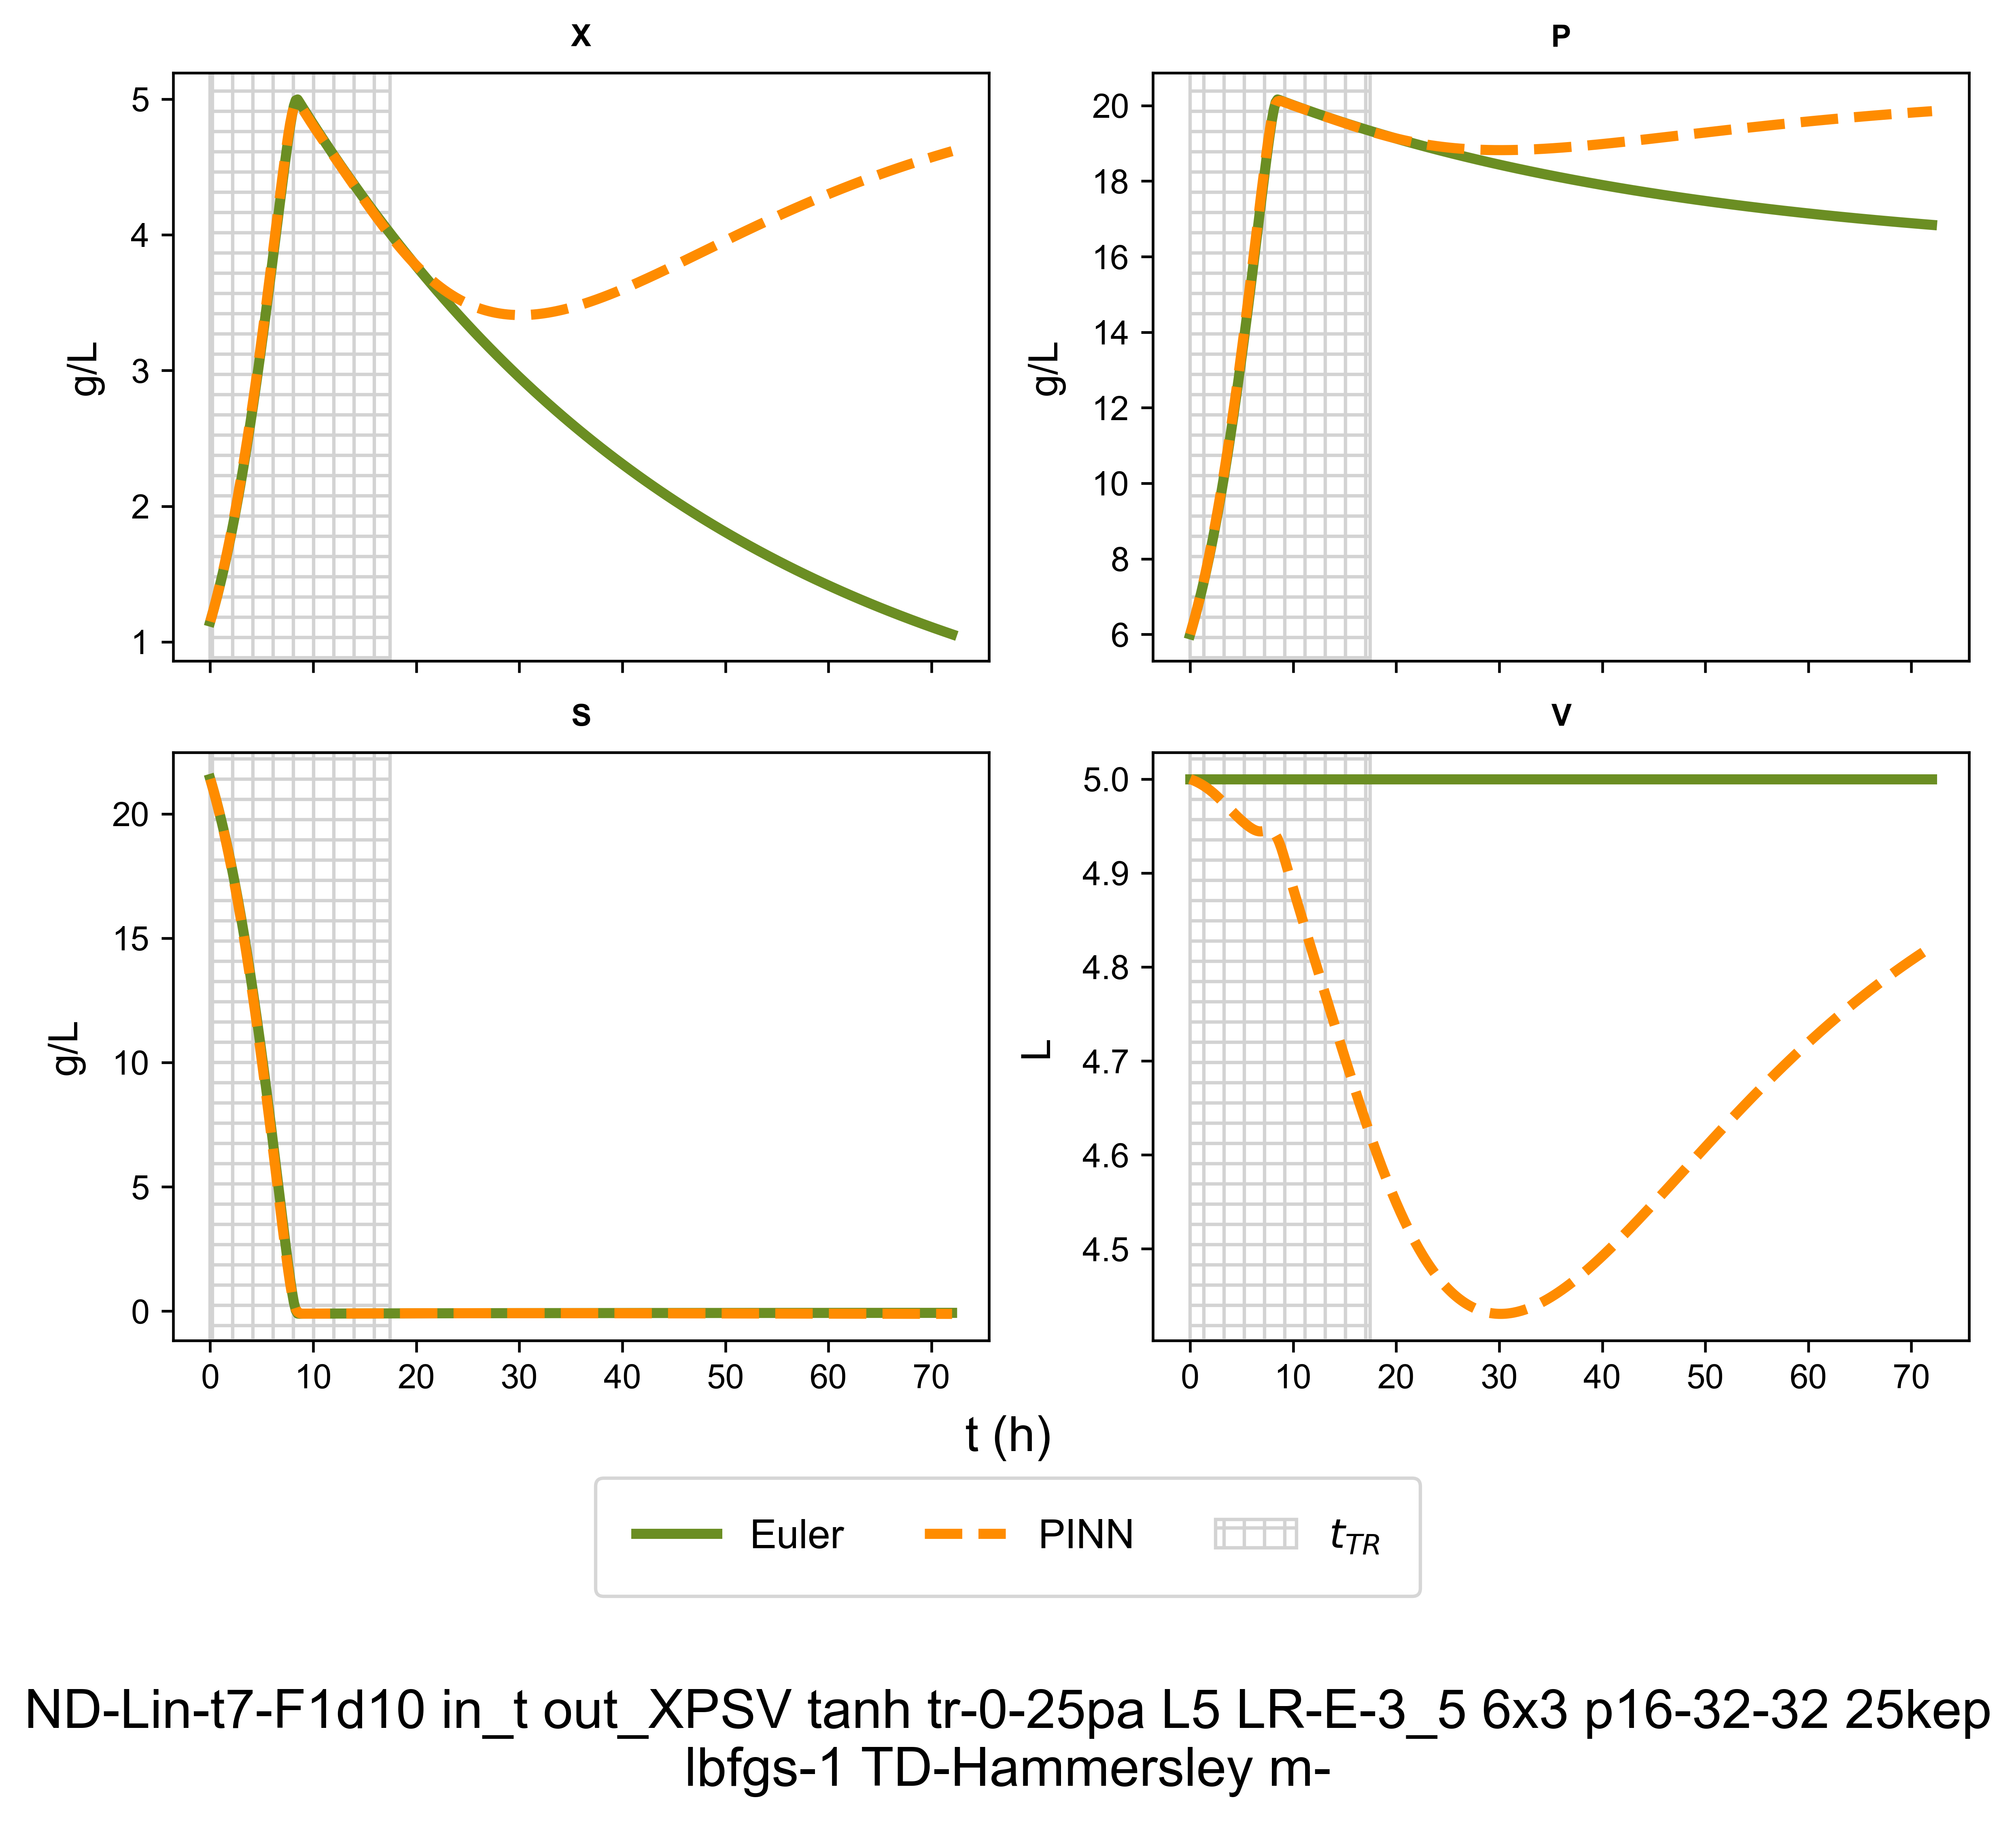 X
P
5
4
3
2
1
g/L
20
18
16
14
12
10
8
6
g/L
S
V
20
15
10
5
0
g/L
0 10 20 30 40 50 60 70
5.0
4.9
4.8
4.7
4.6
4.5
L
0 10 20 30 40 50 60 70
t (h)
Euler PINN t_TR
ND-Lin-t7-F1d10 in_t out_XPSV tanh tr-0-25pa L5 LR-E-3_5 6x3 p16-32-32 25kep
lbfgs-1 TD-Hammersley m-